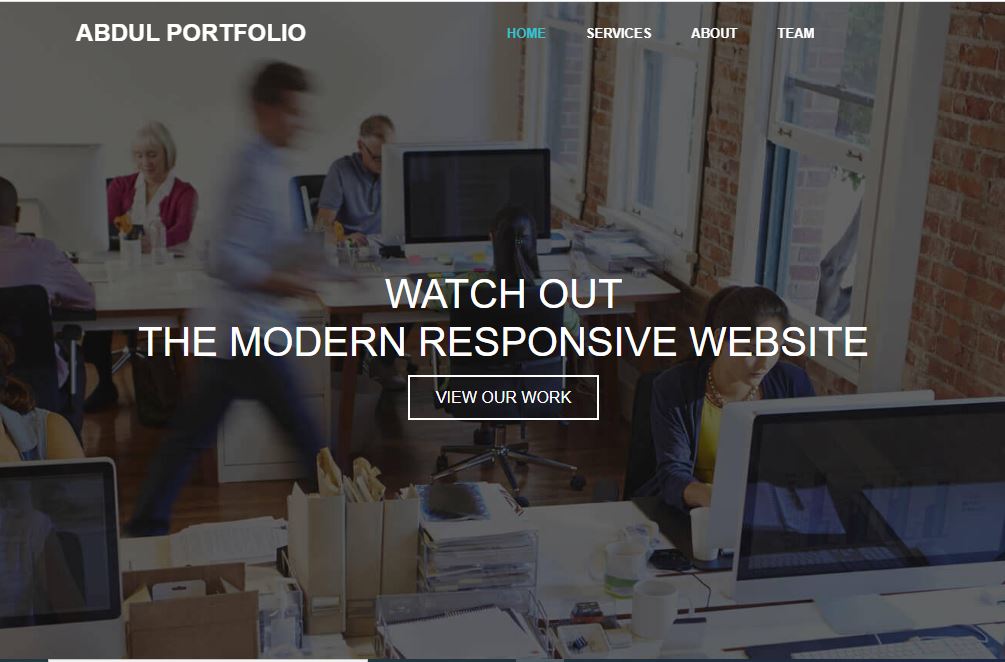 ABDUL PORTFOLIO
HOME SERVICES ABOUT TEAM
WATCH OUT
THE MODERN RESPONSIVE WEBSITE
VIEW OUR WORK